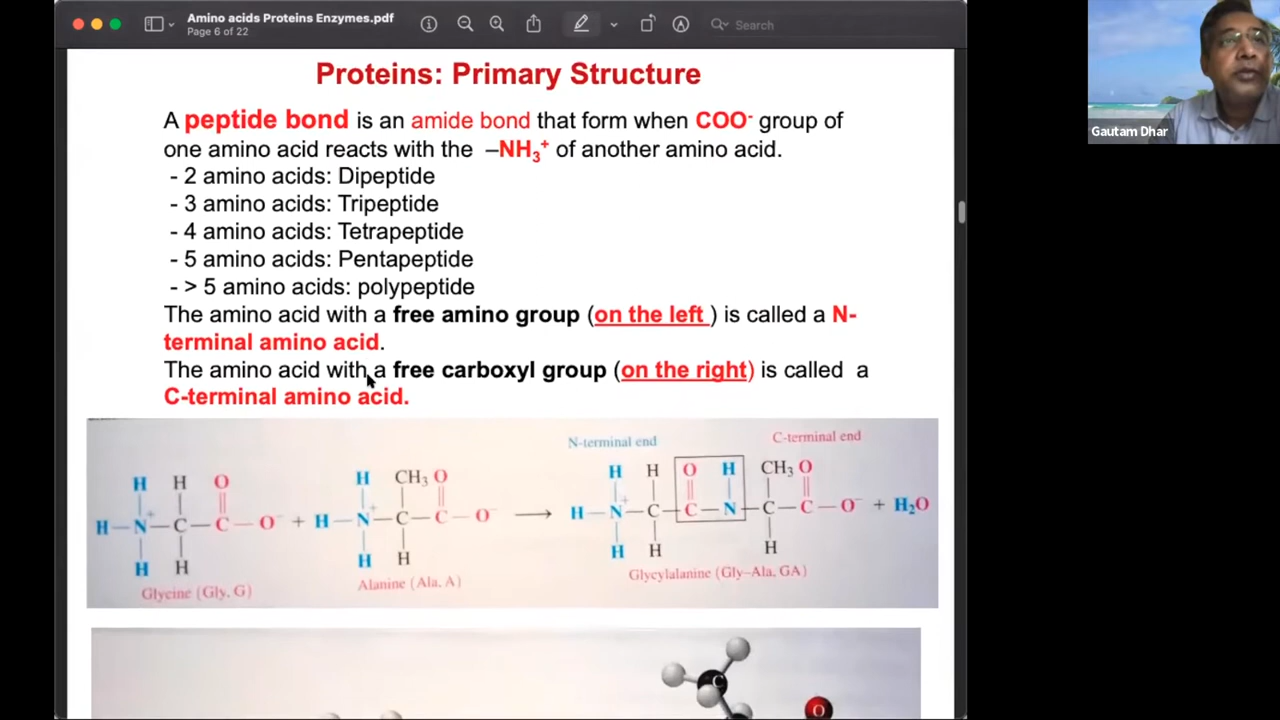 Amino acids Proteins Enzymes.pdf
Page 6 of 22
Search
Gautam Dhar
Proteins: Primary Structure
A peptide bond is an amide bond that form when COO- group of
one amino acid reacts with the –NH3+ of another amino acid.
- 2 amino acids: Dipeptide
- 3 amino acids: Tripeptide
- 4 amino acids: Tetrapeptide
- 5 amino acids: Pentapeptide
- > 5 amino acids: polypeptide
The amino acid with a free amino group (on the left ) is called a N-
terminal amino acid.
The amino acid with a free carboxyl group (on the right) is called a
C-terminal amino acid.
N-terminal end C-terminal end
H H O H CH3 O H H O H CH3 O
H—N—C—C—O- + H—N—C—C—O- → H—N—C—C—N—C—C—O- + H2O
H H H H H H H
Glycine (Gly, G) Alanine (Ala, A) Glycylalanine (Gly–Ala, GA)
C
O